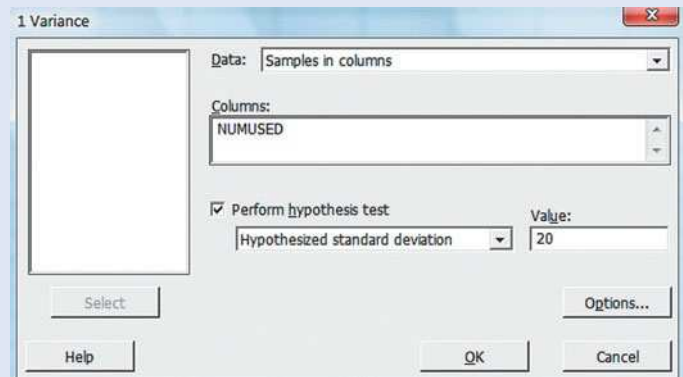 1 Variance
Data: Samples in columns
Columns:
NUMUSED
Perform hypothesis test
Value:
Hypothesized standard deviation 20
Select Options...
Help OK Cancel